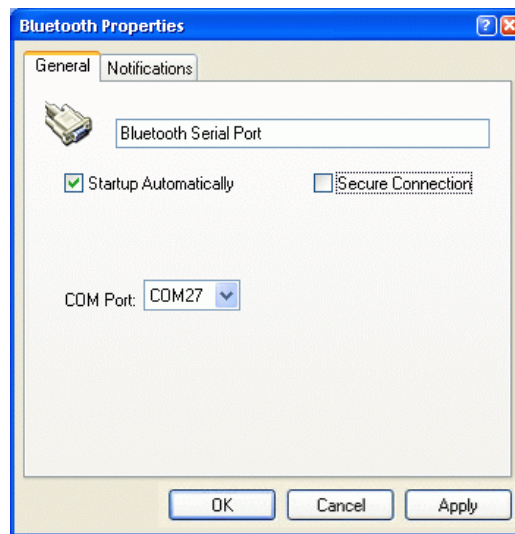 Bluetooth Properties
General Notifications
Bluetooth Serial Port
Startup Automatically Secure Connection
COM Port: COM27
OK Cancel Apply